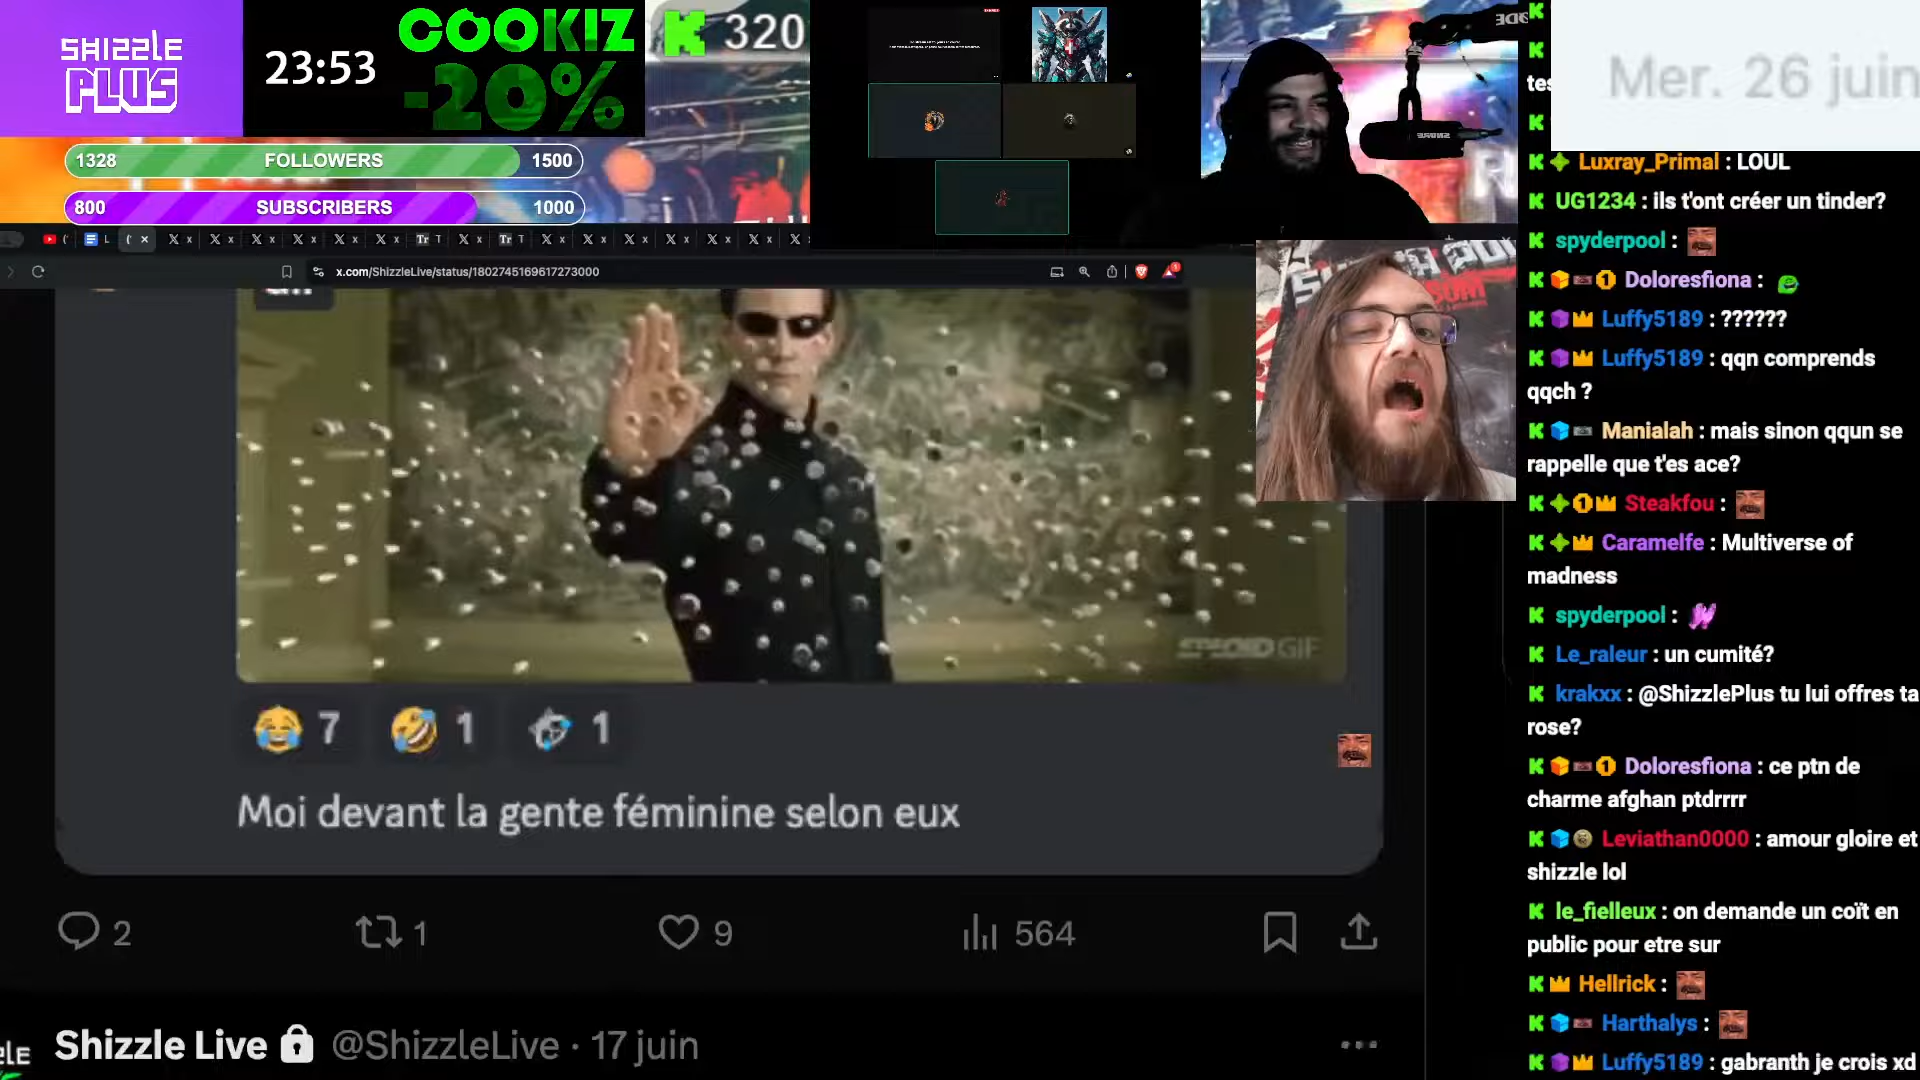 SHIZZLE
PLUS
23:53
COOKIZ
-20%
320
1328 FOLLOWERS 1500
800 SUBSCRIBERS 1000
x.com/ShizzleLive/status/1802745169617273000
GIF
7
1
1
Moi devant la gente féminine selon eux
2
1
9
564
Shizzle Live @ShizzleLive · 17 juin
Mer. 26 juin
Luxray_Primal : LOUL
UG1234 : ils t'ont créer un tinder?
spyderpool :
Doloresfiona :
Luffy5189 : ??????
Luffy5189 : qqn comprends
qqch ?
Manialah : mais sinon qqun se
rappelle que t'es ace?
Steakfou :
Caramelfe : Multiverse of
madness
spyderpool :
Le_raleur : un cumité?
krakxx : @ShizzlePlus tu lui offres ta
rose?
Doloresfiona : ce ptn de
charme afghan ptdrrrr
Leviathan0000 : amour gloire et
shizzle lol
le_fielleux : on demande un coït en
public pour etre sur
Hellrick :
Harthalys :
Luffy5189 : gabranth je crois xd